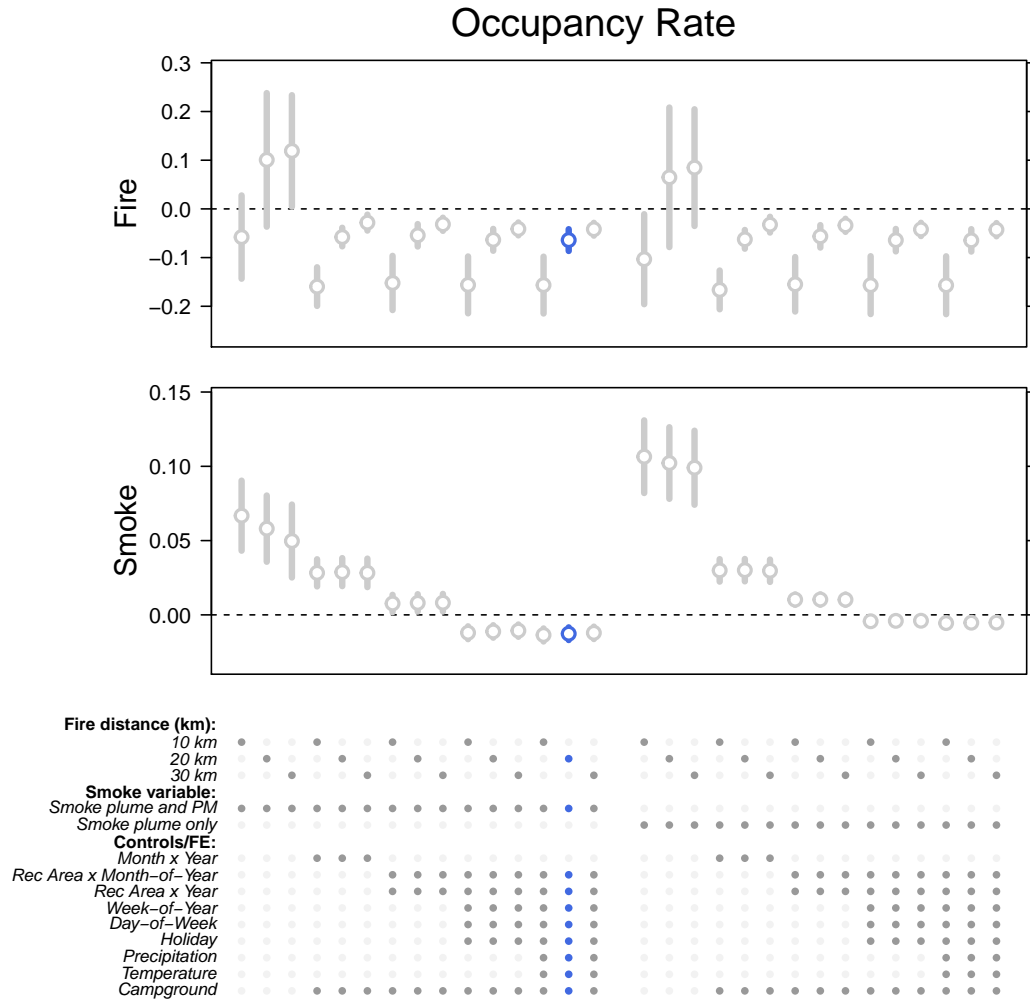 Occupancy Rate
Fire
0.3
0.2
0.1
0.0
−0.1
−0.2
Smoke
0.15
0.10
0.05
0.00
Fire distance (km):
10 km
20 km
30 km
Smoke variable:
Smoke plume and PM
Smoke plume only
Controls/FE:
Month x Year
Rec Area x Month−of−Year
Rec Area x Year
Week−of−Year
Day−of−Week
Holiday
Precipitation
Temperature
Campground